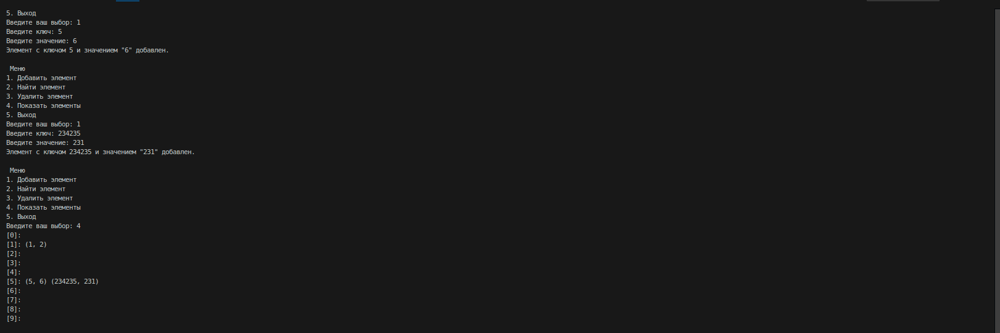 5. Выход
Введите ваш выбор: 1
Введите ключ: 5
Введите значение: 6
Элемент с ключом 5 и значением "6" добавлен.
Меню
1. Добавить элемент
2. Найти элемент
3. Удалить элемент
4. Показать элементы
5. Выход
Введите ваш выбор: 1
Введите ключ: 234235
Введите значение: 231
Элемент с ключом 234235 и значением "231" добавлен.
Меню
1. Добавить элемент
2. Найти элемент
3. Удалить элемент
4. Показать элементы
5. Выход
Введите ваш выбор: 4
[0]:
[1]: (1, 2)
[2]:
[3]:
[4]:
[5]: (5, 6) (234235, 231)
[6]:
[7]:
[8]:
[9]: